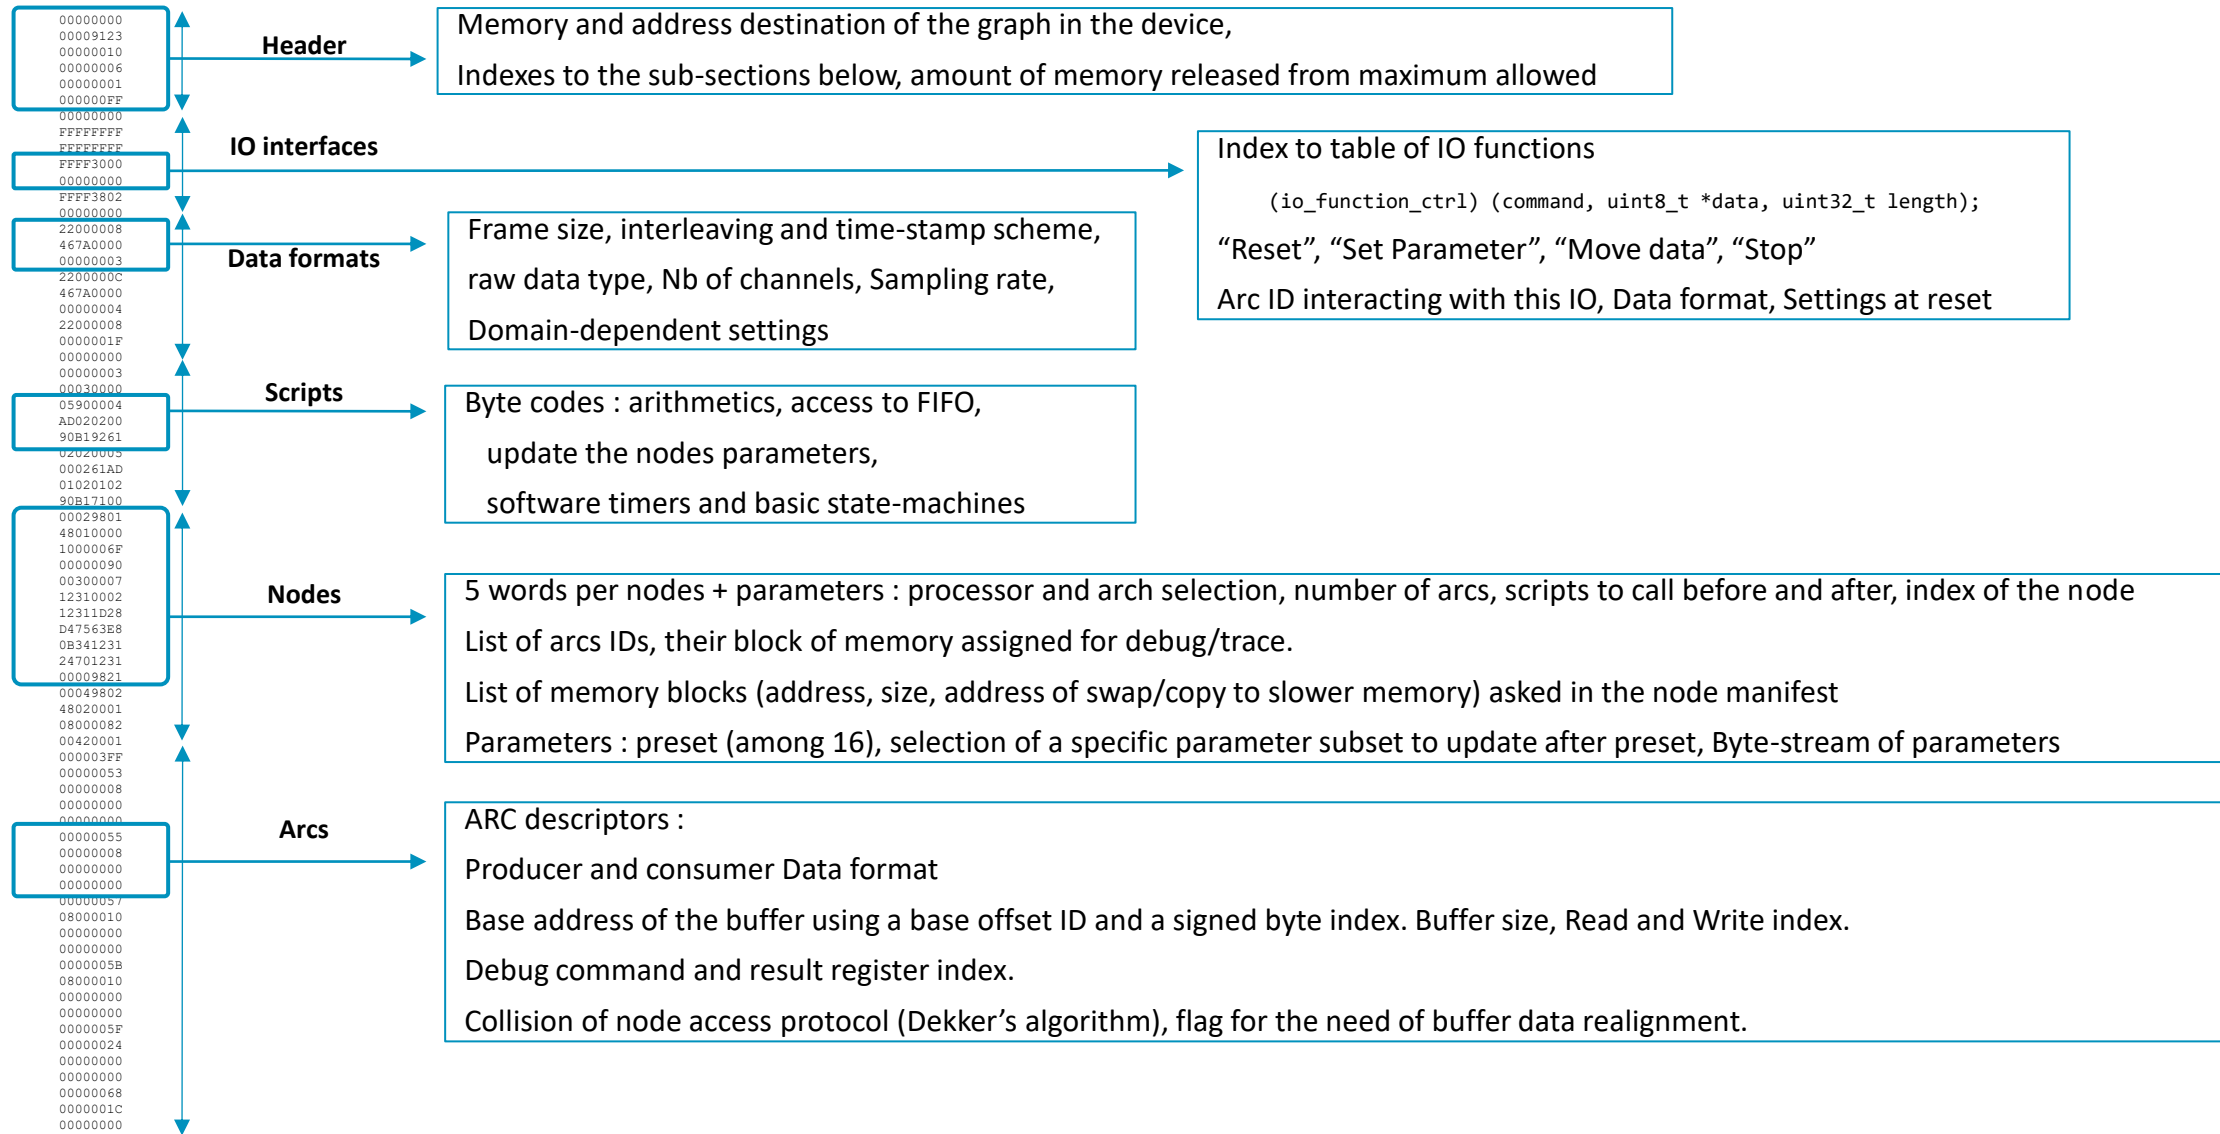 00000000
00009123
00000010
00000006
00000001
000000FF
00000000
FFFFFFFF
FFFFFFFF
FFFF3000
00000000
FFFF3802
00000000
22000008
467A0000
00000003
2200000C
467A0000
00000004
22000008
0000001F
00000000
00000003
00030000
05900004
AD020200
90B19261
02020005
000261AD
01020102
90B17100
00029801
48010000
1000006F
00000090
00300007
12310002
12311D28
D47563E8
0B341231
24701231
00009821
00049802
48020001
08000082
00420001
000003FF
00000053
00000008
00000000
00000000
00000055
00000008
00000000
00000000
00000057
08000010
00000000
00000000
0000005B
08000010
00000000
00000000
0000005F
00000024
00000000
00000000
00000068
0000001C
00000000
Header
Memory and address destination of the graph in the device,
Indexes to the sub-sections below, amount of memory released from maximum allowed
IO interfaces
Index to table of IO functions
(io_function_ctrl) (command, uint8_t *data, uint32_t length);
“Reset”, “Set Parameter”, “Move data”, “Stop”
Arc ID interacting with this IO, Data format, Settings at reset
Data formats
Frame size, interleaving and time-stamp scheme,
raw data type, Nb of channels, Sampling rate,
Domain-dependent settings
Scripts
Byte codes : arithmetics, access to FIFO,
update the nodes parameters,
software timers and basic state-machines
Nodes
5 words per nodes + parameters : processor and arch selection, number of arcs, scripts to call before and after, index of the node
List of arcs IDs, their block of memory assigned for debug/trace.
List of memory blocks (address, size, address of swap/copy to slower memory) asked in the node manifest
Parameters : preset (among 16), selection of a specific parameter subset to update after preset, Byte-stream of parameters
Arcs
ARC descriptors :
Producer and consumer Data format
Base address of the buffer using a base offset ID and a signed byte index. Buffer size, Read and Write index.
Debug command and result register index.
Collision of node access protocol (Dekker’s algorithm), flag for the need of buffer data realignment.